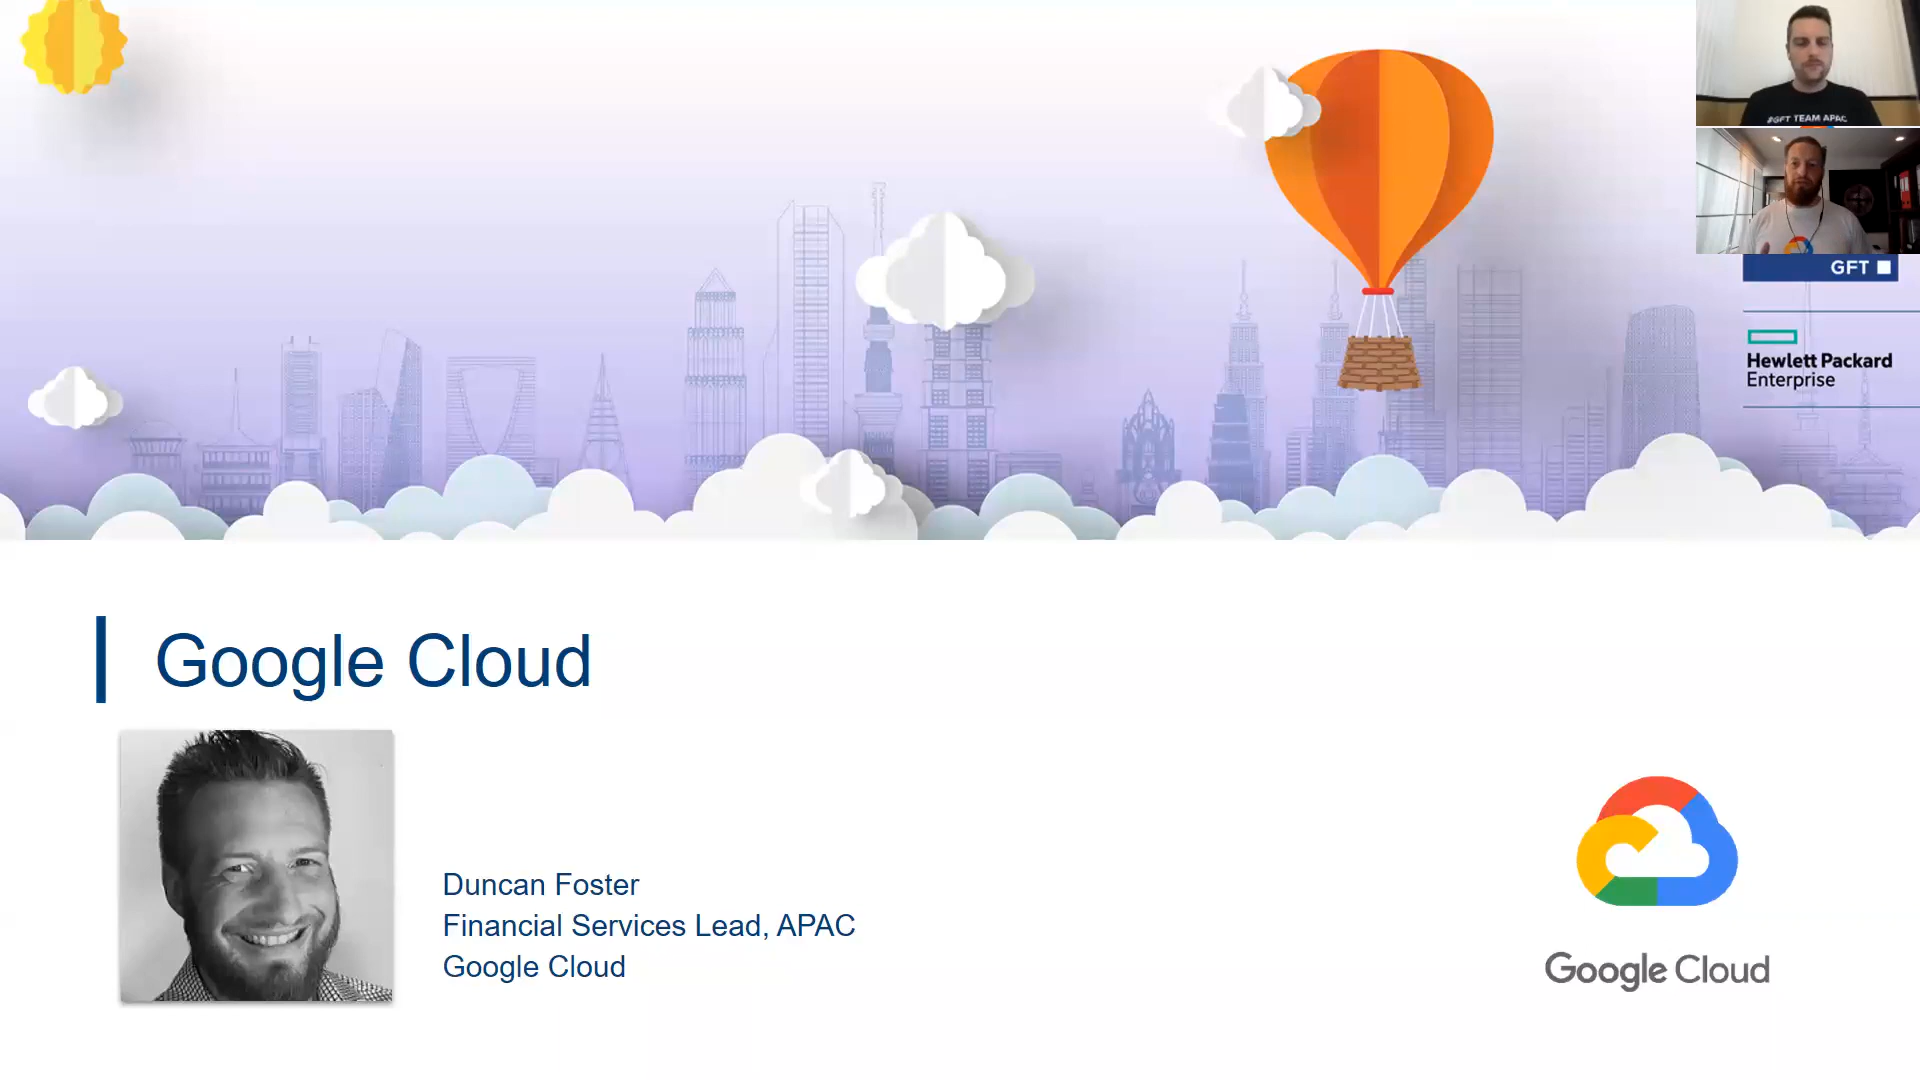 #GFT TEAM APAC
GFT
Hewlett Packard
Enterprise
Google Cloud
Duncan Foster
Financial Services Lead, APAC
Google Cloud
Google Cloud